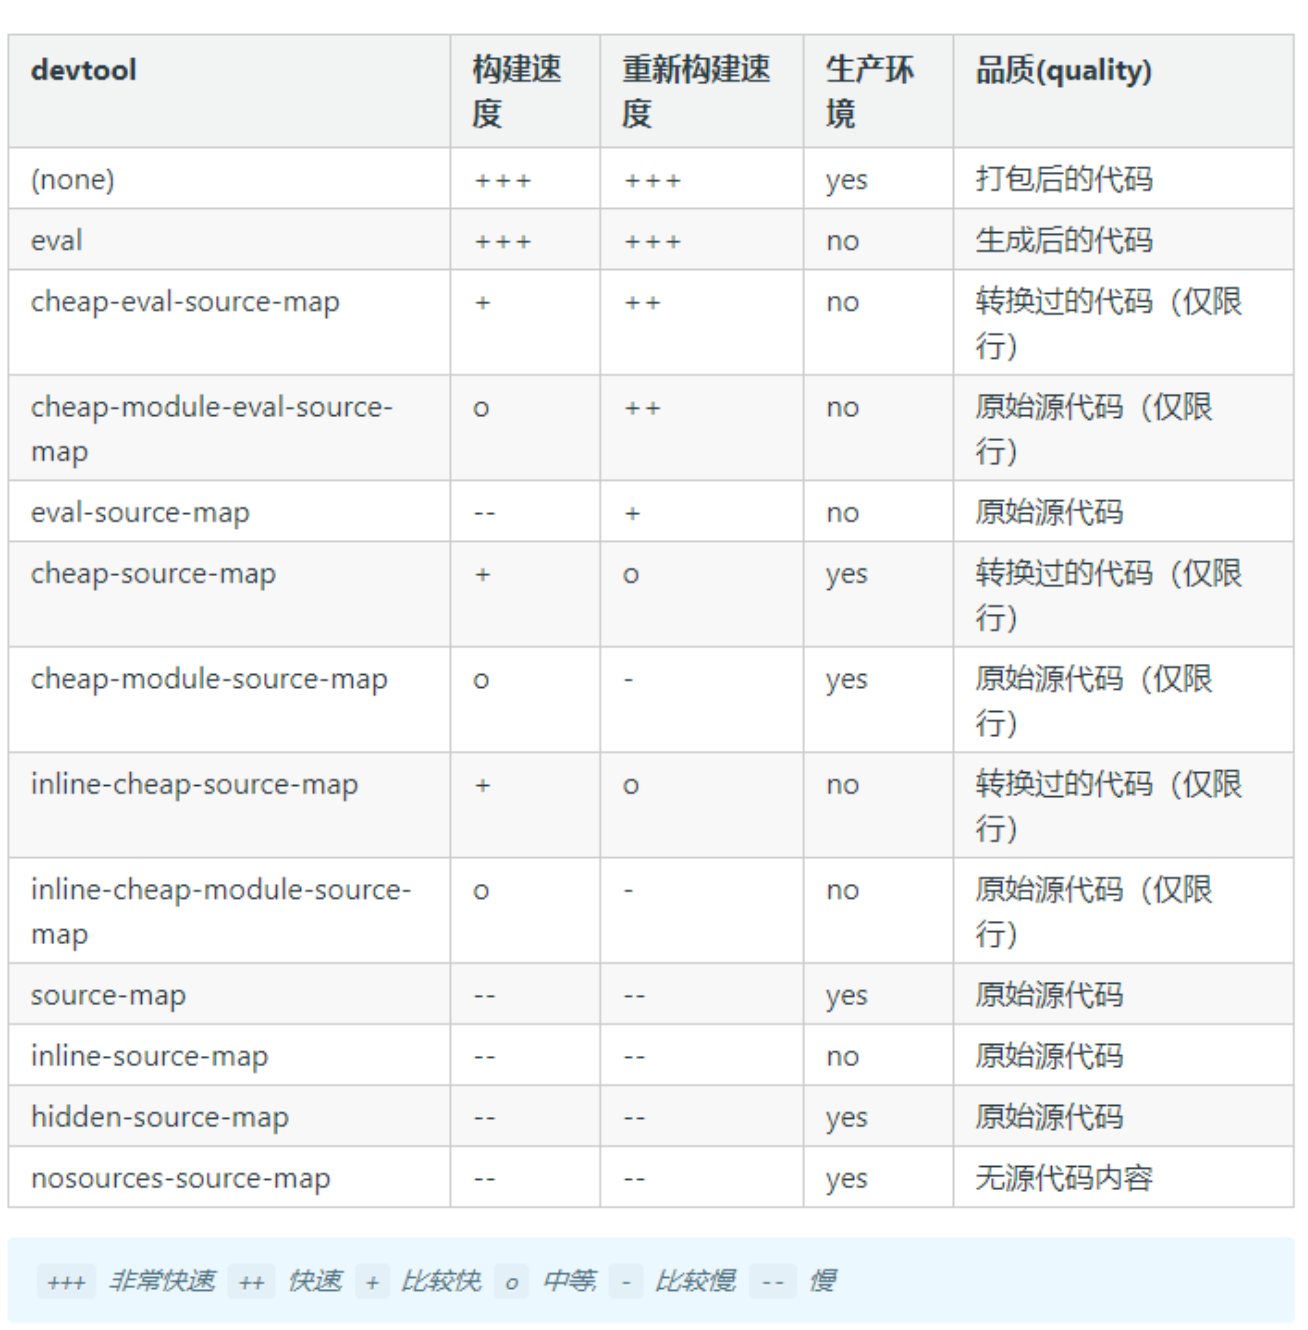 devtool 构建速 重新构建速 生产环 品质(quality)
度 度 境
(none) +++ +++ yes 打包后的代码
eval +++ +++ no 生成后的代码
cheap-eval-source-map + ++ no 转换过的代码（仅限
行）
cheap-module-eval-source- o ++ no 原始源代码（仅限
map 行）
eval-source-map -- + no 原始源代码
cheap-source-map + o yes 转换过的代码（仅限
行）
cheap-module-source-map o - yes 原始源代码（仅限
行）
inline-cheap-source-map + o no 转换过的代码（仅限
行）
inline-cheap-module-source- o - no 原始源代码（仅限
map 行）
source-map -- -- yes 原始源代码
inline-source-map -- -- no 原始源代码
hidden-source-map -- -- yes 原始源代码
nosources-source-map -- -- yes 无源代码内容
+++ 非常快速, ++ 快速, + 比较快, o 中等, - 比较慢, -- 慢